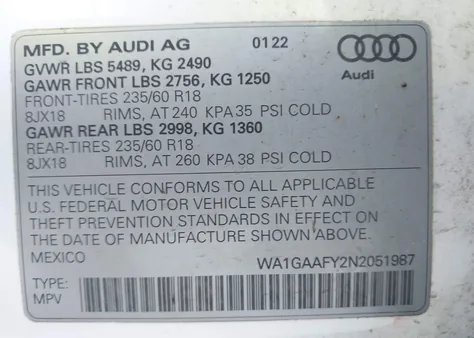 MFD. BY AUDI AG 0122
GVWR LBS 5489, KG 2490
GAWR FRONT LBS 2756, KG 1250
Audi
FRONT-TIRES 235/60 R18
8JX18 RIMS, AT 240 KPA 35 PSI COLD
GAWR REAR LBS 2998, KG 1360
REAR-TIRES 235/60 R18
8JX18 RIMS, AT 260 KPA 38 PSI COLD
THIS VEHICLE CONFORMS TO ALL APPLICABLE
U.S. FEDERAL MOTOR VEHICLE SAFETY AND
THEFT PREVENTION STANDARDS IN EFFECT ON THE
DATE OF MANUFACTURE SHOWN ABOVE.
MEXICO WA1GAAFY2N2051987
TYPE:
MPV